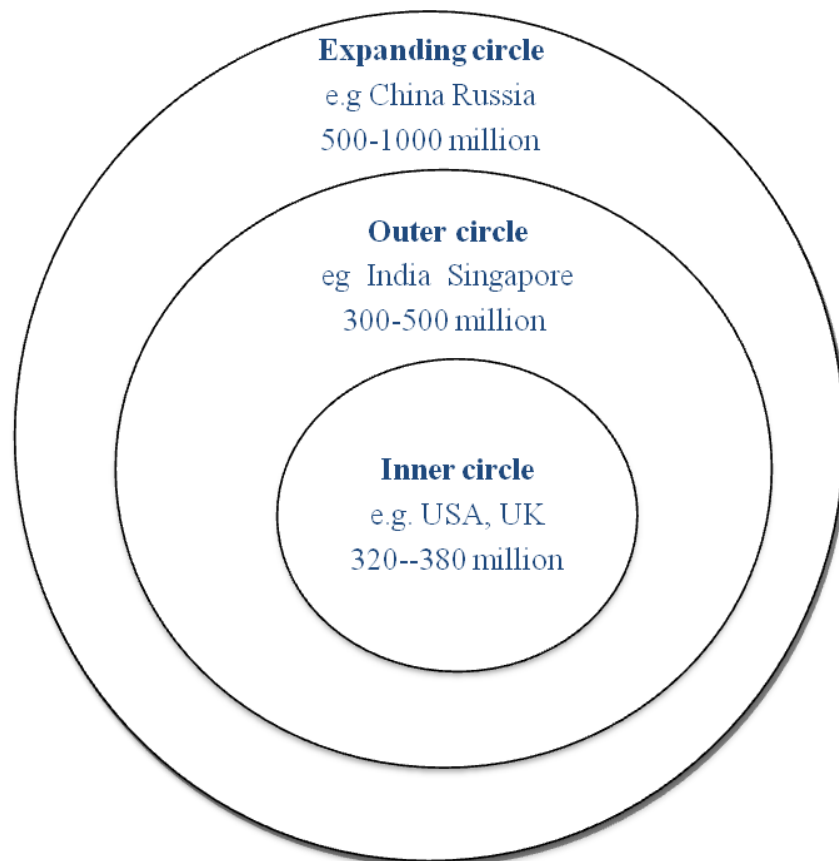 Expanding circle
e.g China Russia
500-1000 million
Outer circle
eg India Singapore
300-500 million
Inner circle
e.g. USA, UK
320--380 million